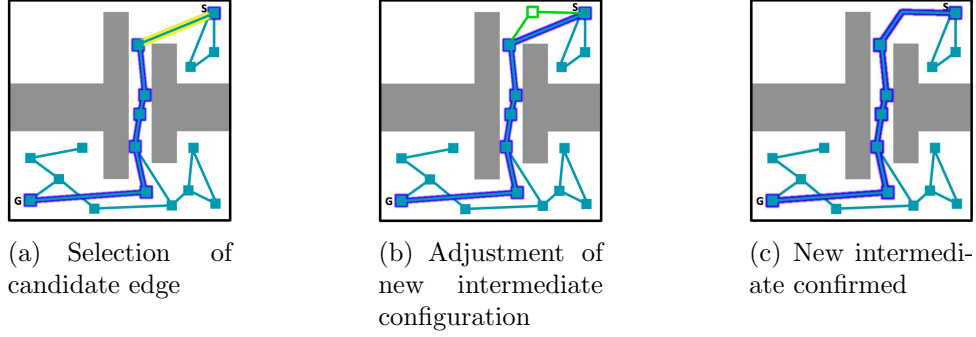 S
G
S
G
S
G
(a) Selection of
candidate edge
(b) Adjustment of
new intermediate
configuration
(c) New intermedi-
ate confirmed